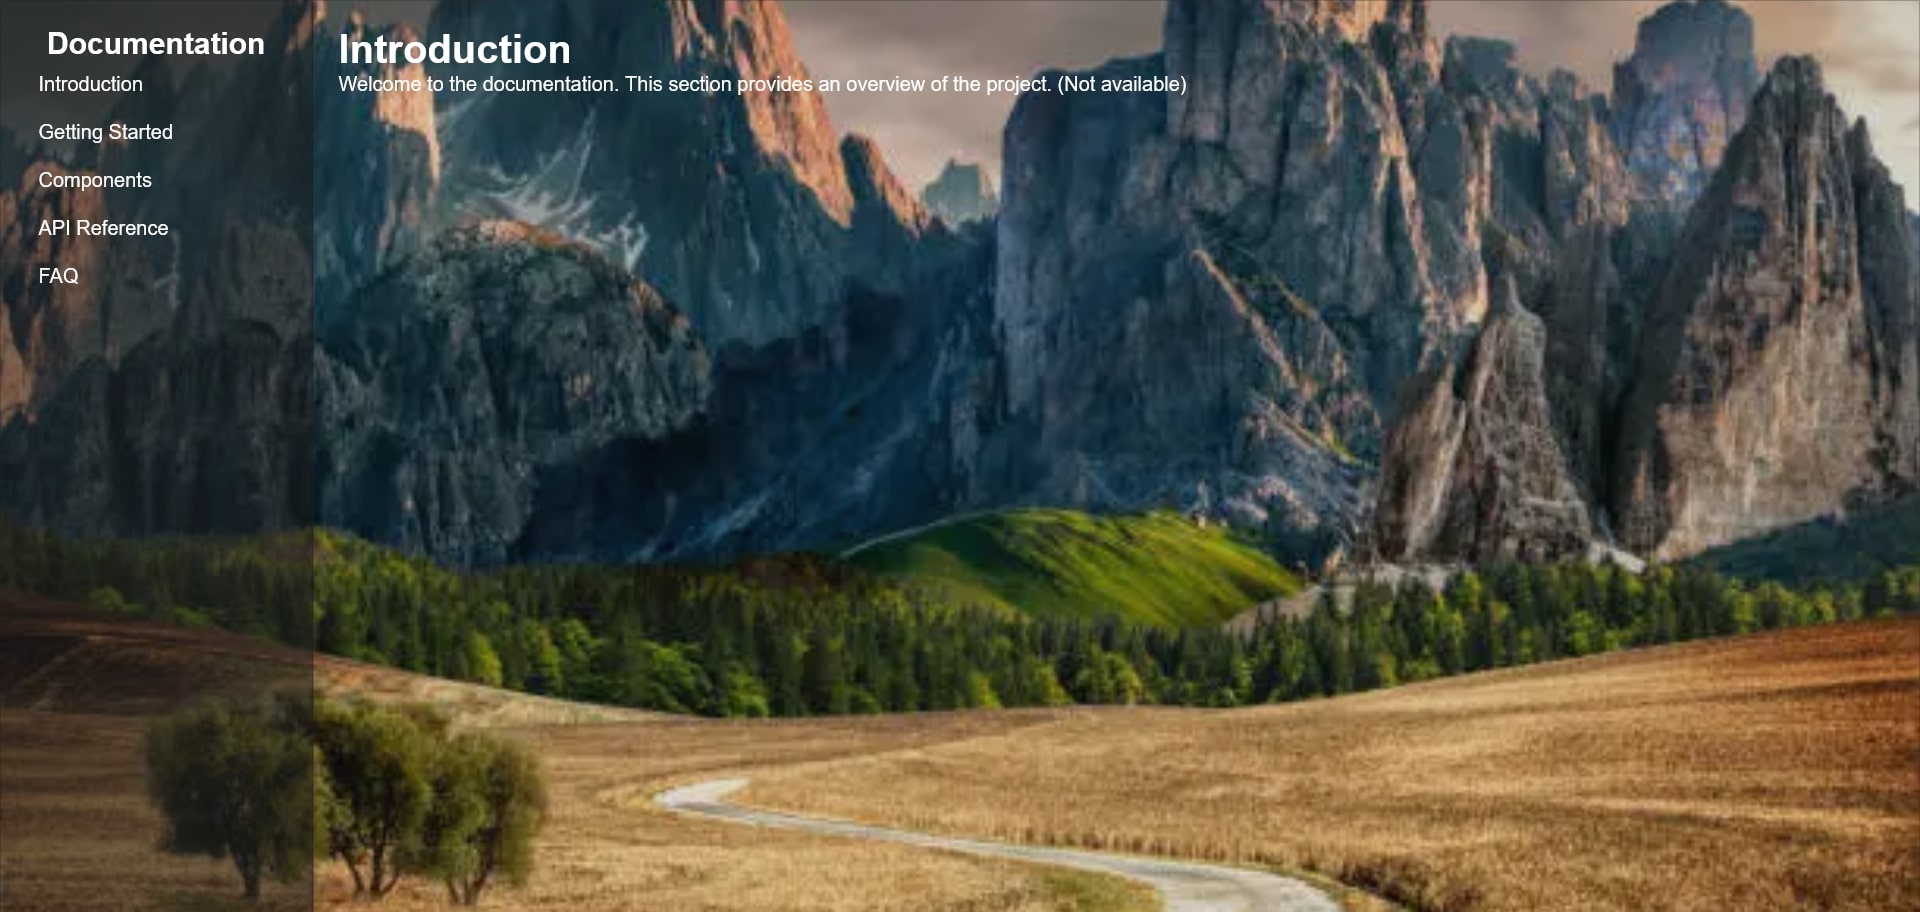 Documentation
Introduction
Getting Started
Components
API Reference
FAQ
Introduction
Welcome to the documentation. This section provides an overview of the project. (Not available)